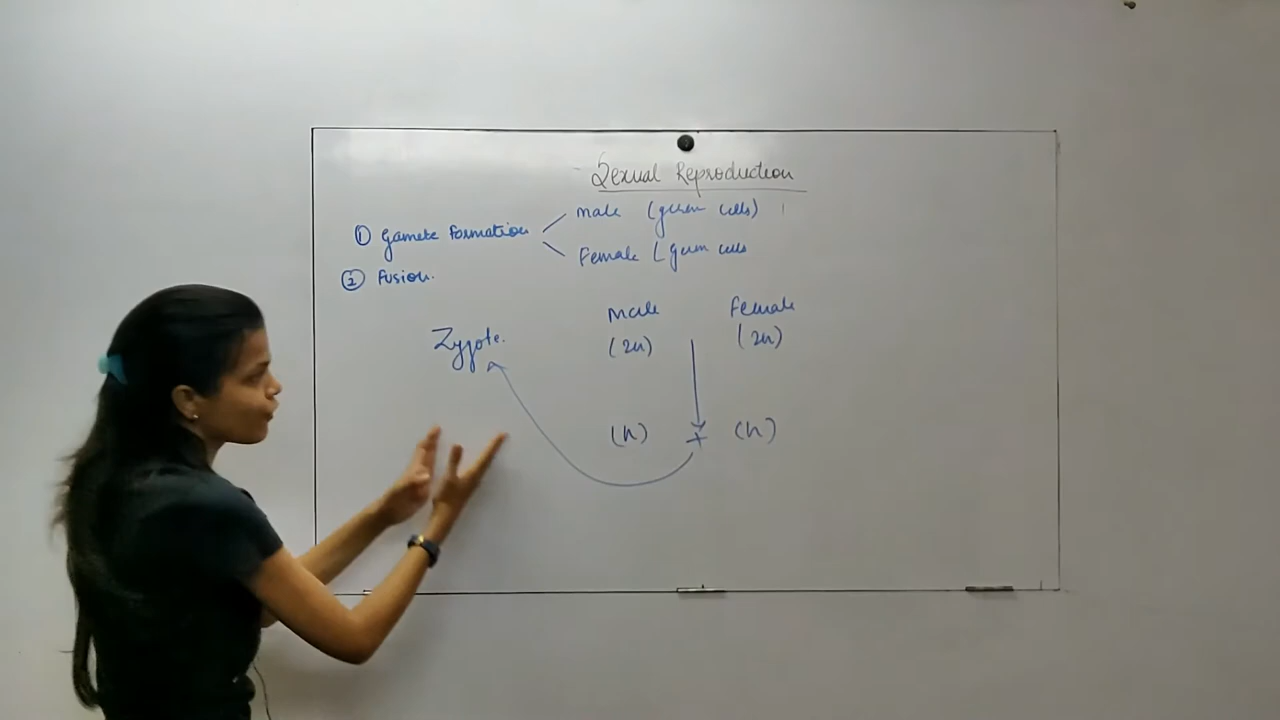 Sexual Reproduction
① Gamete Formation
male (germ cells)
Female (germ cells
② Fusion.
male Female
Zygote. (2n) (2n)
(n) + (n)